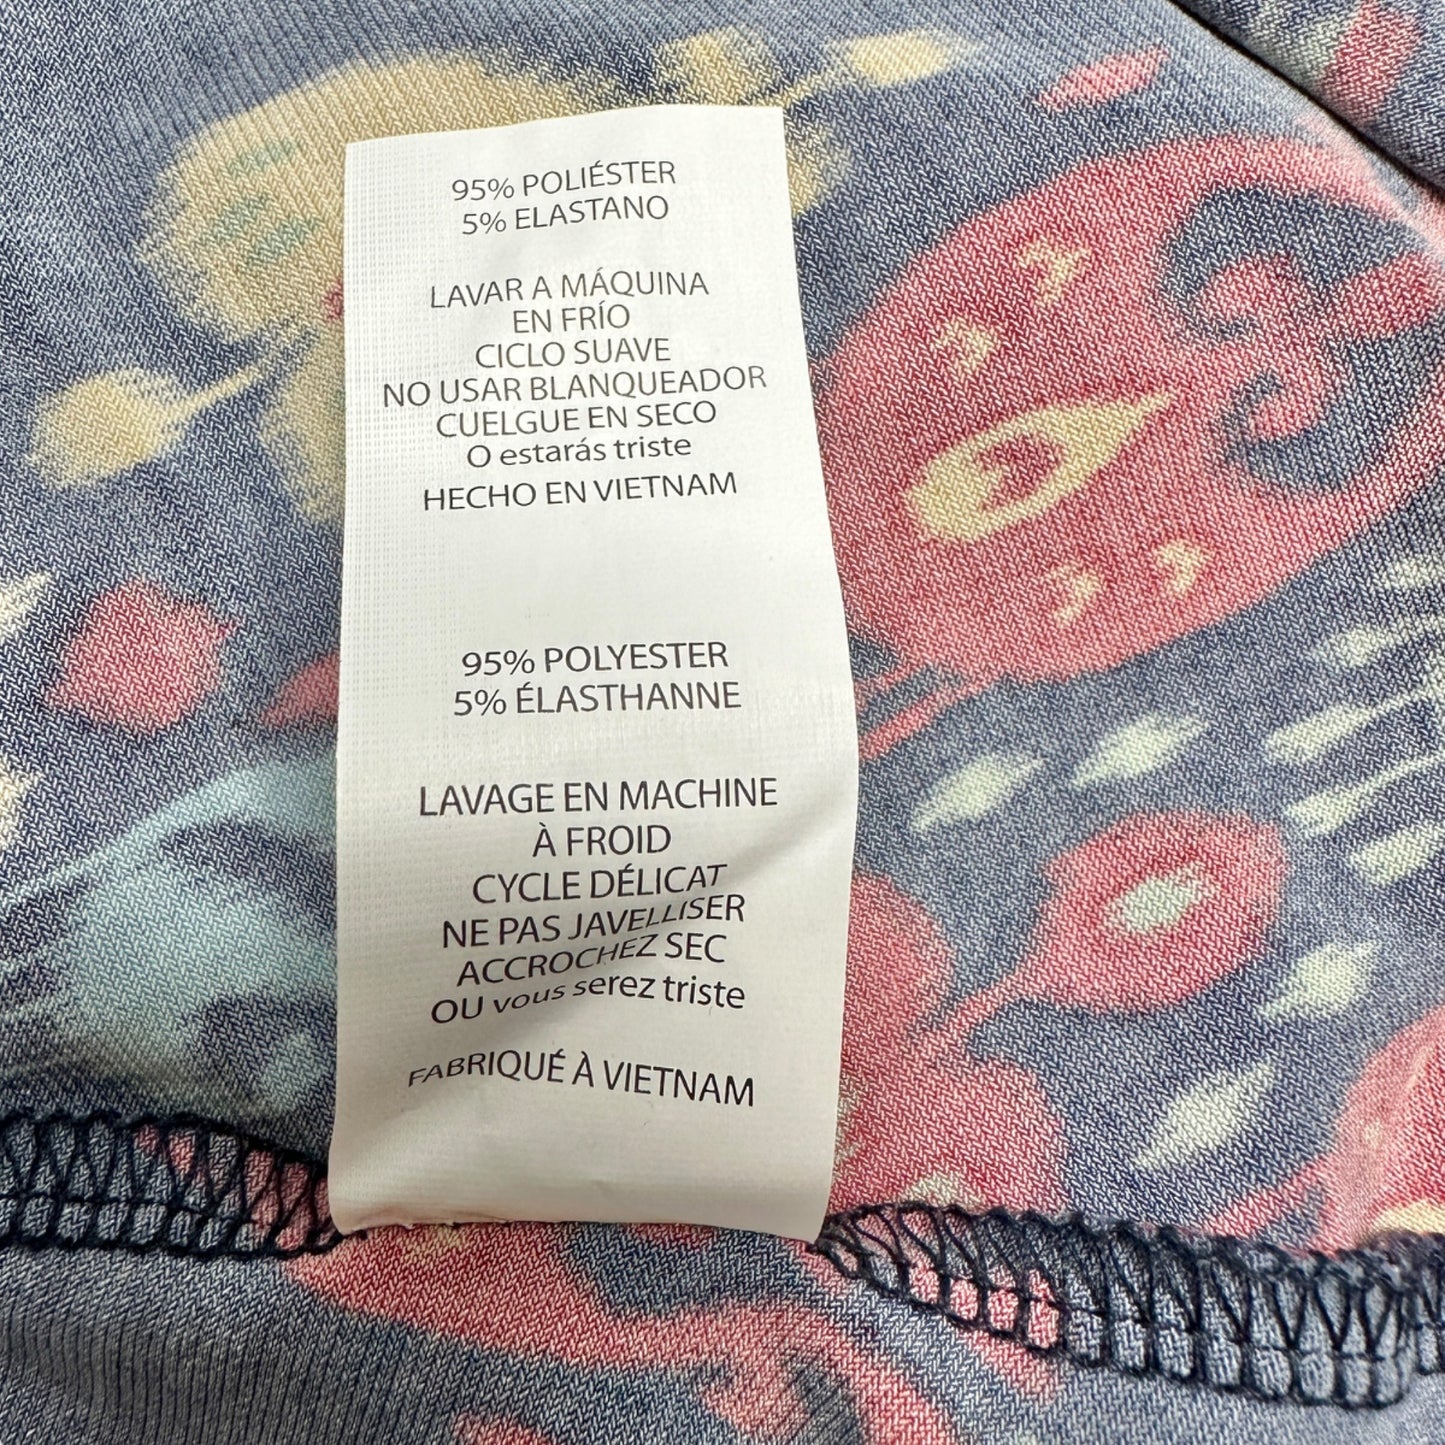 95% POLIÉSTER
5% ELASTANO
LAVAR A MÁQUINA
EN FRÍO
CICLO SUAVE
NO USAR BLANQUEADOR
CUELGUE EN SECO
O estarás triste
HECHO EN VIETNAM
95% POLYESTER
5% ÉLASTHANNE
LAVAGE EN MACHINE
À FROID
CYCLE DÉLICAT
NE PAS JAVELLISER
ACCROCHEZ SEC
OU vous serez triste
FABRIQUÉ À VIETNAM